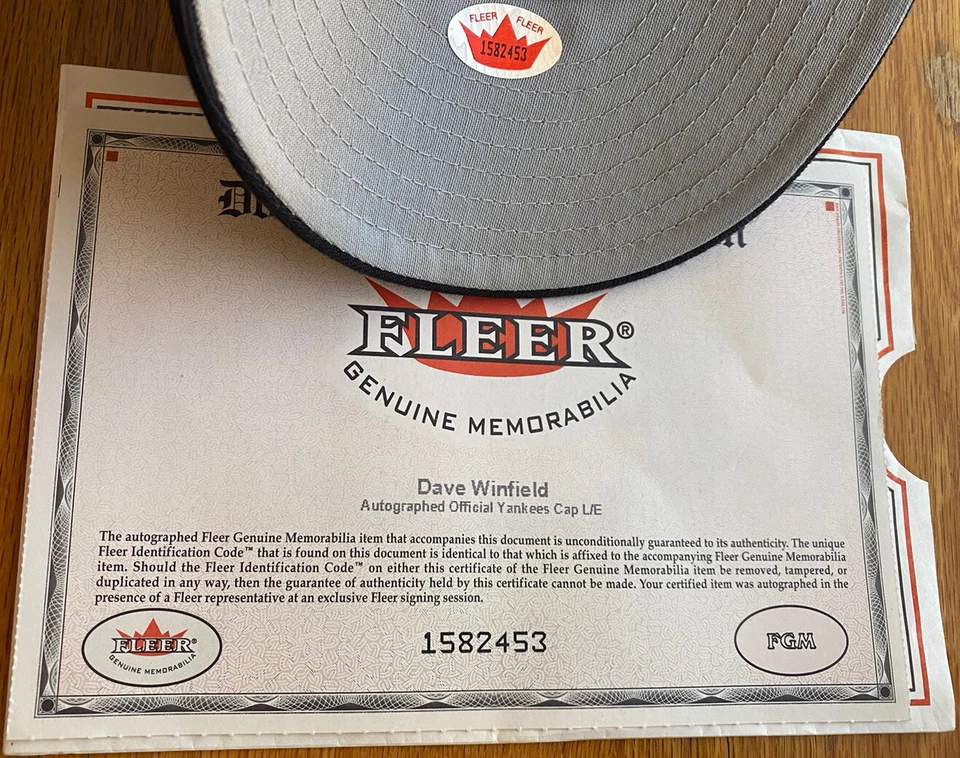 FLEER FLEER
1582453
FLEER®
GENUINE MEMORABILIA
Dave Winfield
Autographed Official Yankees Cap L/E
The autographed Fleer Genuine Memorabilia item that accompanies this document is unconditionally guaranteed to its authenticity. The unique
Fleer Identification Code™ that is found on this document is identical to that which is affixed to the accompanying Fleer Genuine Memorabilia
item. Should the Fleer Identification Code™ on either this certificate of the Fleer Genuine Memorabilia item be removed, tampered, or
duplicated in any way, then the guarantee of authenticity held by this certificate cannot be made. Your certified item was autographed in the
presence of a Fleer representative at an exclusive Fleer signing session.
FLEER®
GENUINE MEMORABILIA
1582453
FGM